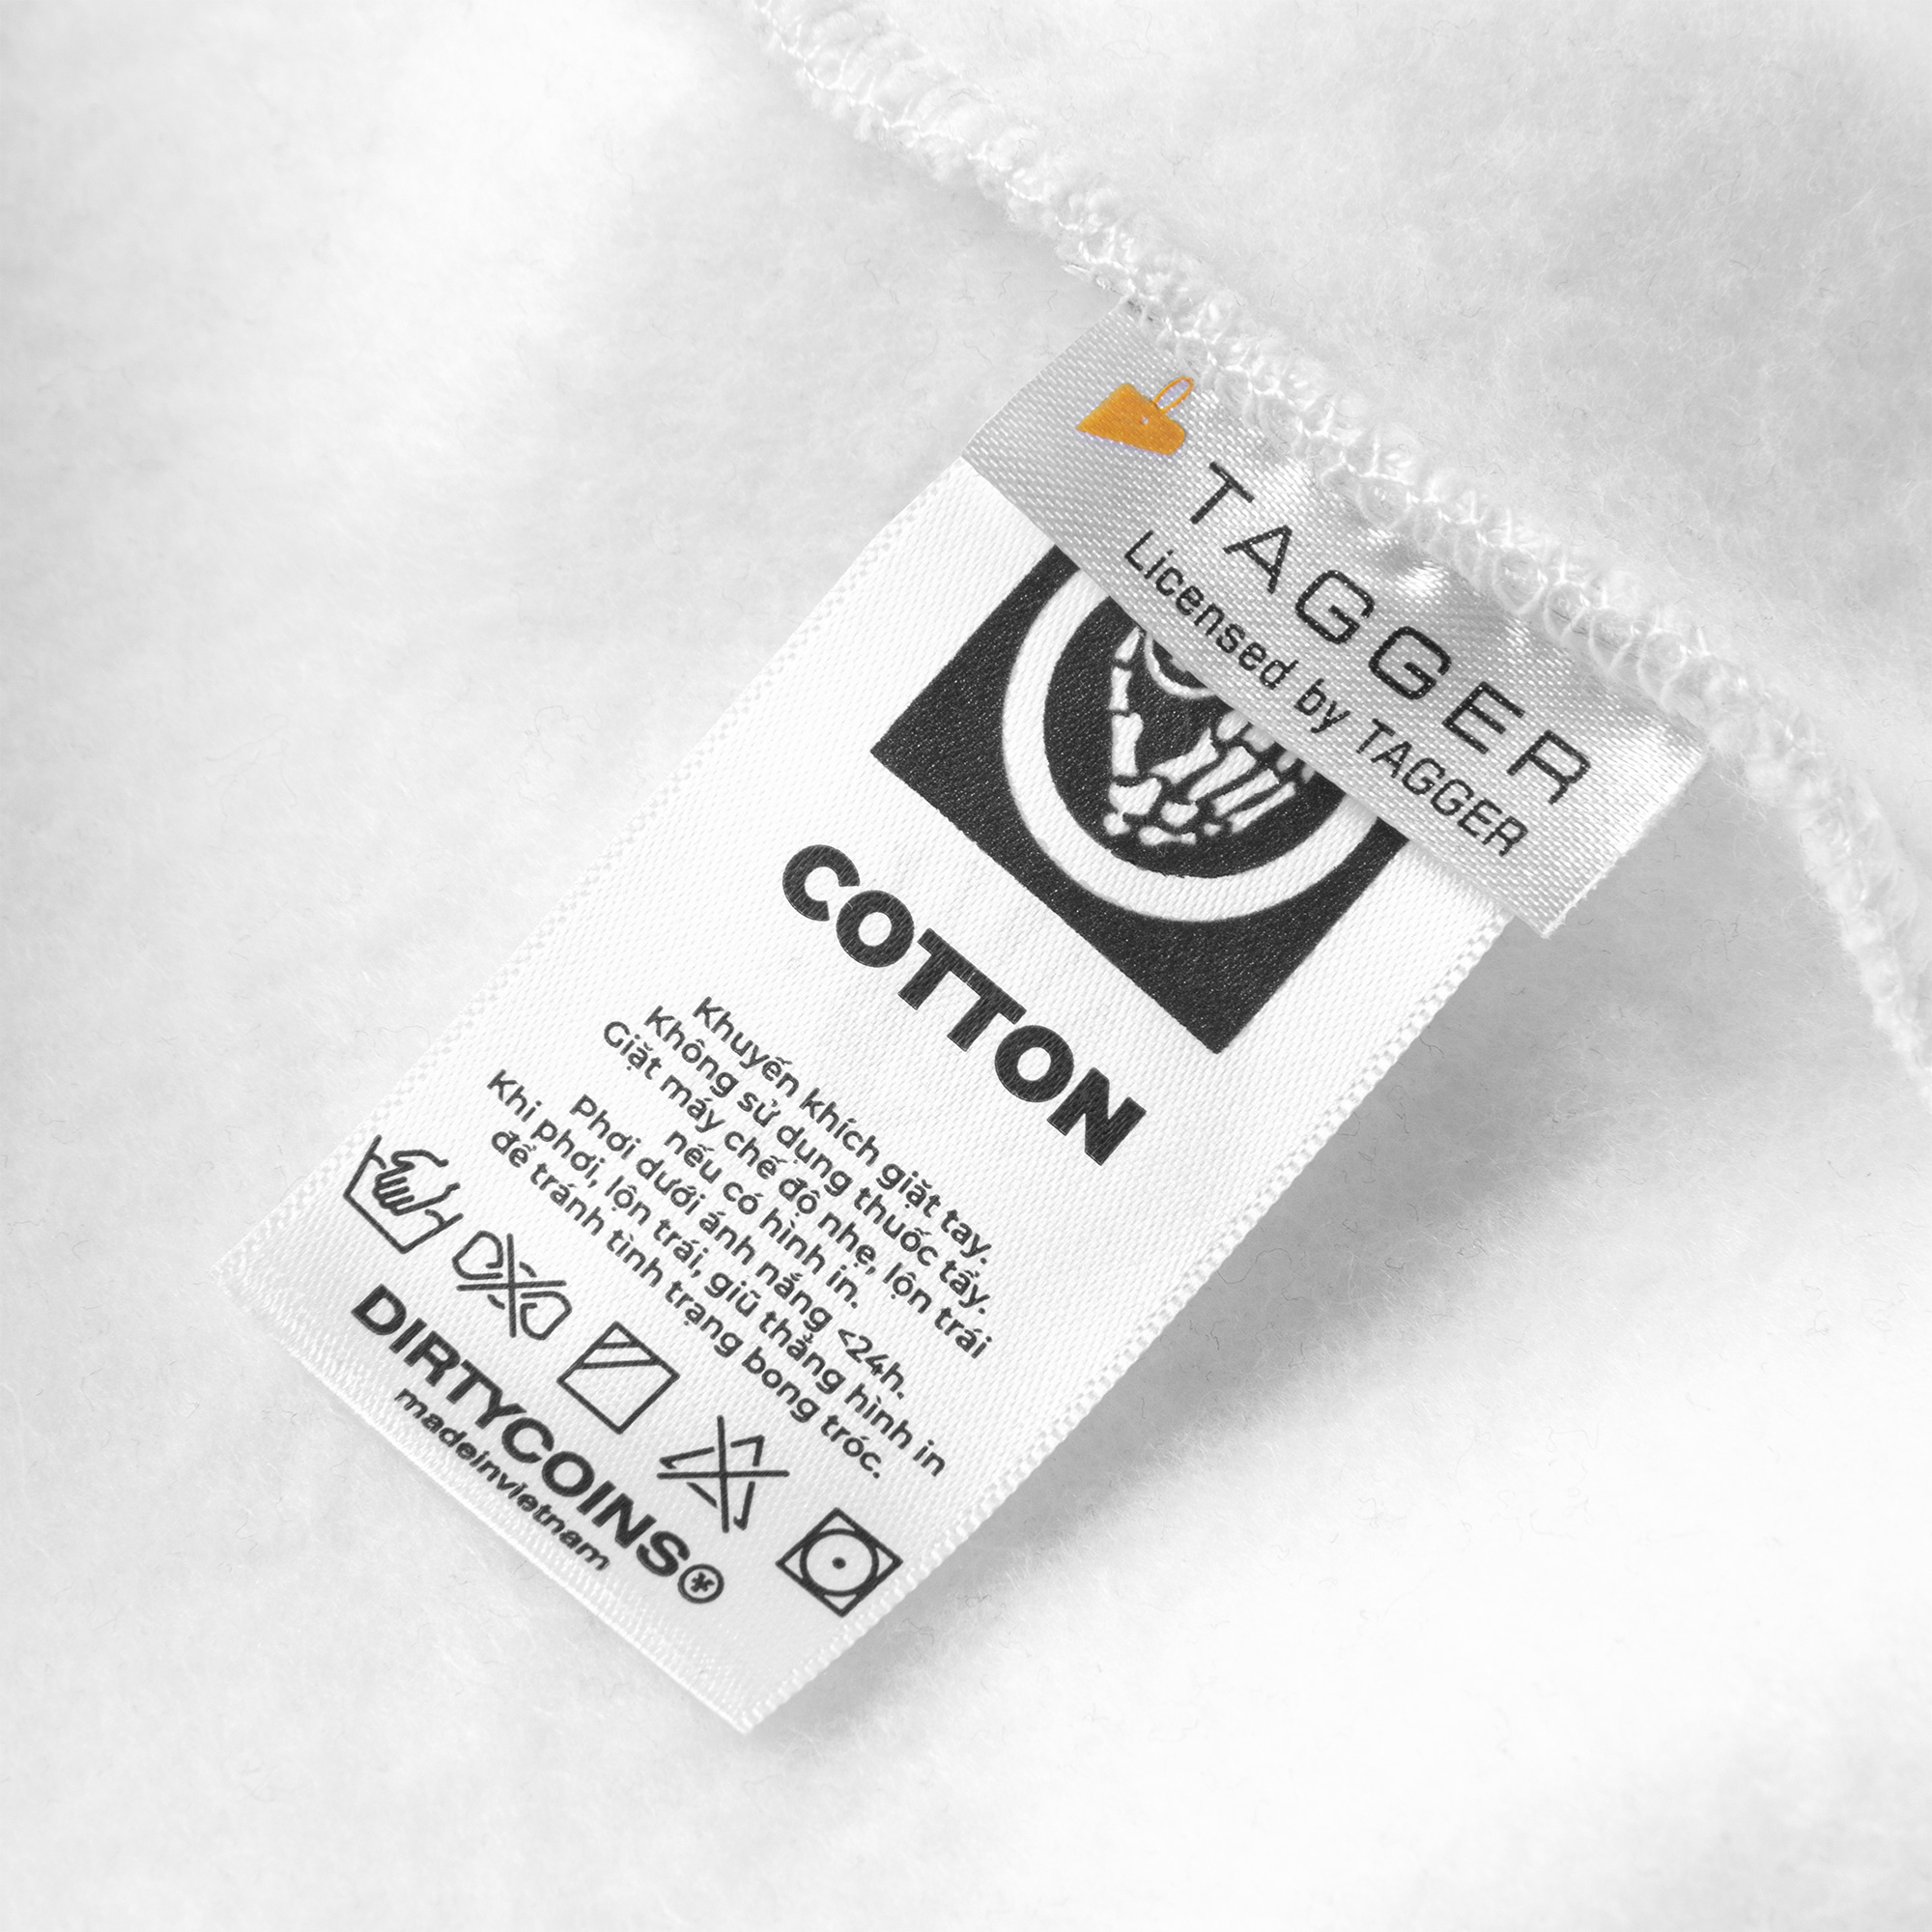 TAGGER
Licensed by TAGGER
COTTON
Khuyến khích giặt tay.
Không sử dụng thuốc tẩy.
Giặt máy chế độ nhẹ, lộn trái
nếu có hình in.
Phơi dưới ánh nắng <24h.
Khi phơi, lộn trái, giũ thẳng hình in
để tránh tình trạng bong tróc.
DIRTYCOINS
madeinvietnam